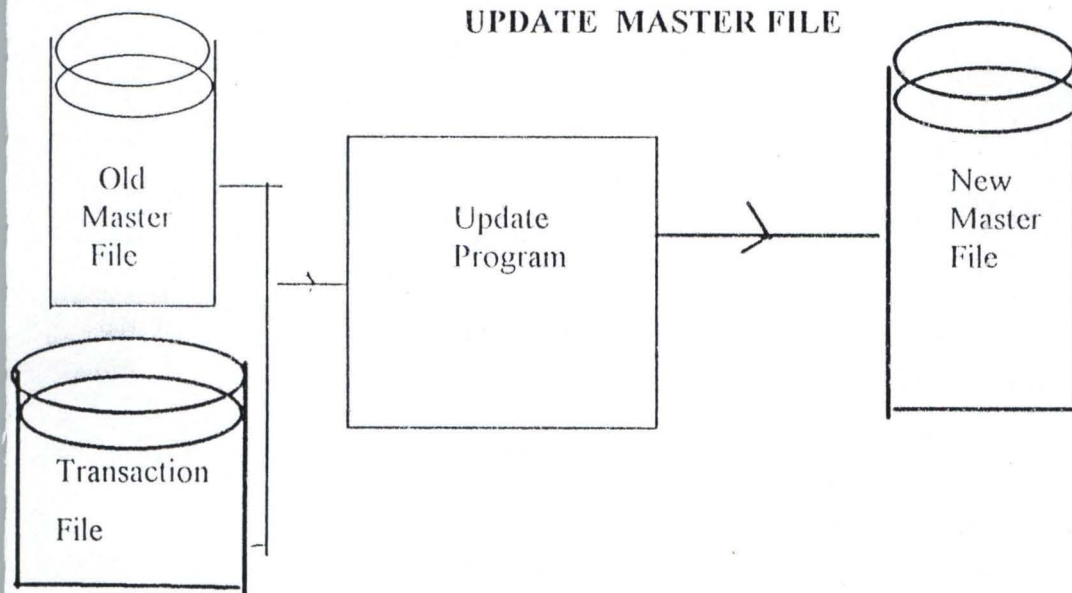 UPDATE MASTER FILE
Old
Master
File
Transaction
File
Update
Program
New
Master
File